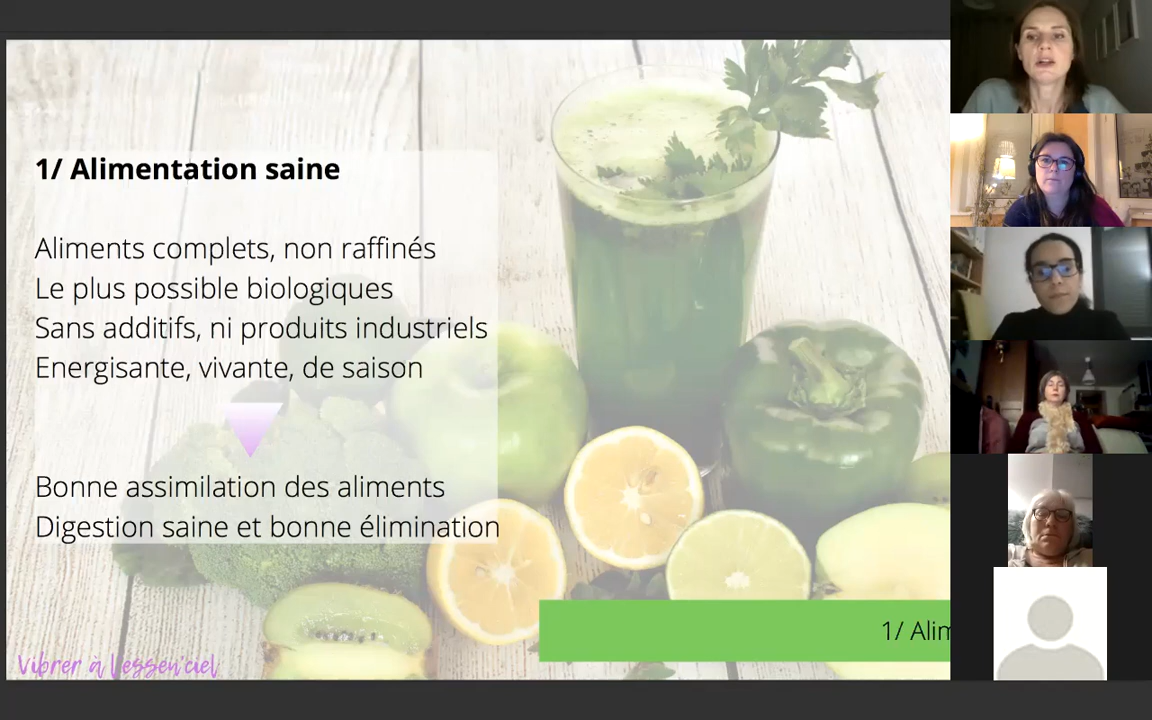 1/ Alimentation saine
Aliments complets, non raffinés
Le plus possible biologiques
Sans additifs, ni produits industriels
Energisante, vivante, de saison
Bonne assimilation des aliments
Digestion saine et bonne élimination
1/ Alim
Vibrer à l'essen'ciel